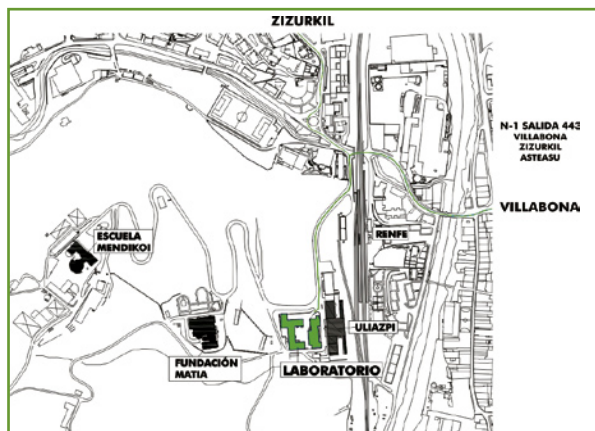 ZIZURKIL
N-1 SALIDA 443
VILLABONA
ZIZURKIL
ASTEASU
VILLABONA
RENFE
ESCUELA
MENDIKOI
ULIAZPI
FUNDACIÓN
MATIA
LABORATORIO